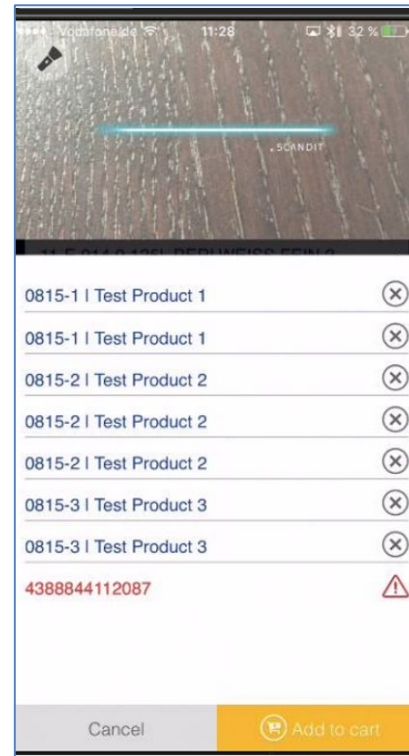 Vodafone.de 11:28 32 %
SCANDIT
0815-1 | Test Product 1
0815-1 | Test Product 1
0815-2 | Test Product 2
0815-2 | Test Product 2
0815-2 | Test Product 2
0815-3 | Test Product 3
0815-3 | Test Product 3
4388844112087
Cancel Add to cart